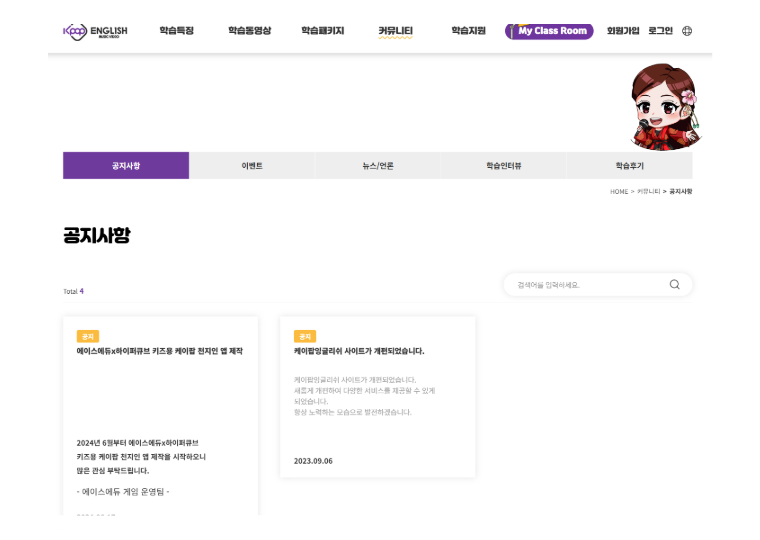 Kpop ENGLISH
MUSIC VIDEO
학습특징
학습동영상
학습패키지
커뮤니티
학습지원
My Class Room
회원가입
로그인
공지사항
이벤트
뉴스/언론
학습인터뷰
학습후기
HOME > 커뮤니티 > 공지사항
공지사항
Total 4
검색어를 입력하세요.
공지
에이스에듀x하이퍼큐브 키즈용 케이팝 천지인 앱 제작
2024년 6월부터 에이스에듀x하이퍼큐브
키즈용 케이팝 천지인 앱 제작을 시작하오니
많은 관심 부탁드립니다.
- 에이스에듀 게임 운영팀 -
공지
케이팝잉글리쉬 사이트가 개편되었습니다.
케이팝잉글리쉬 사이트가 개편되었습니다.
새롭게 개편하여 다양한 서비스를 제공할 수 있게
되었습니다.
항상 노력하는 모습으로 발전하겠습니다.
2023.09.06